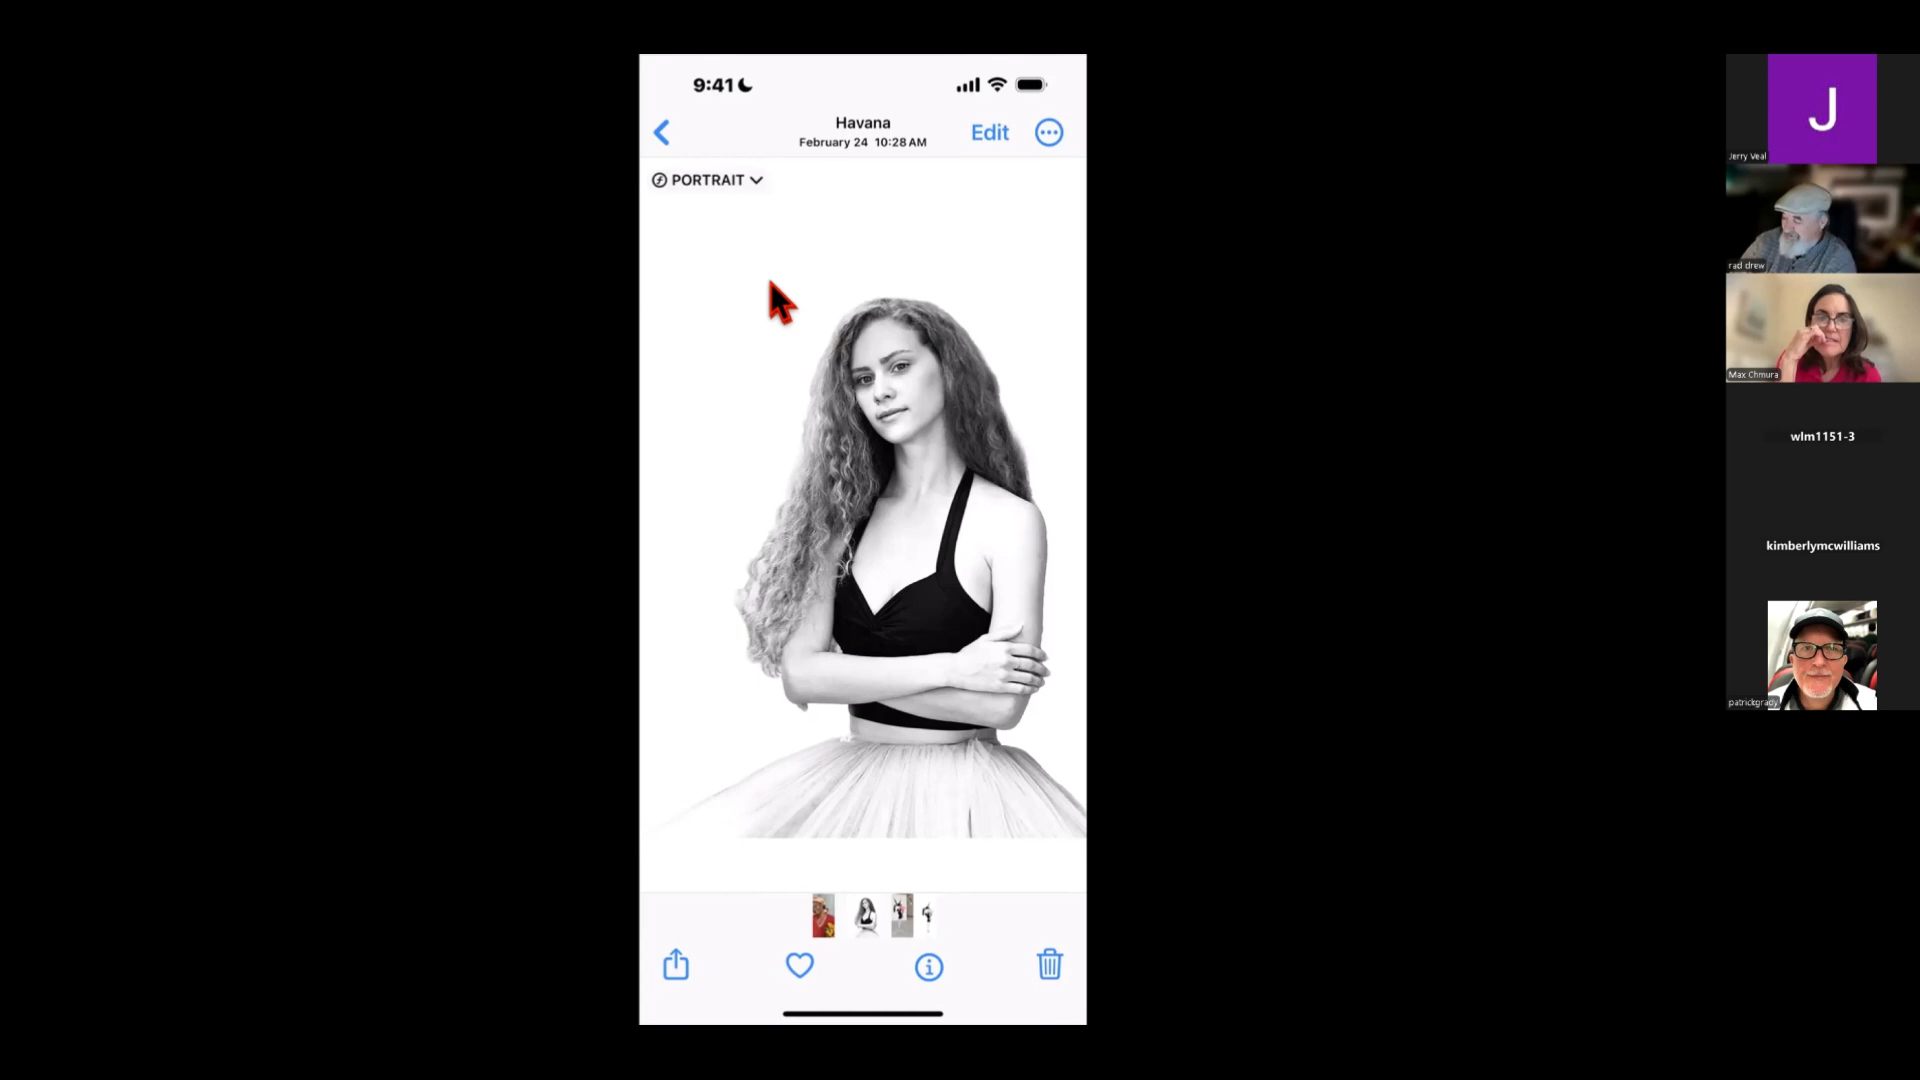 9:41
Havana
February 24 10:28 AM
Edit
PORTRAIT
J
Jerry Veal
rad drew
Max Chmura
wlm1151-3
kimberlymcwilliams
patrickgrady